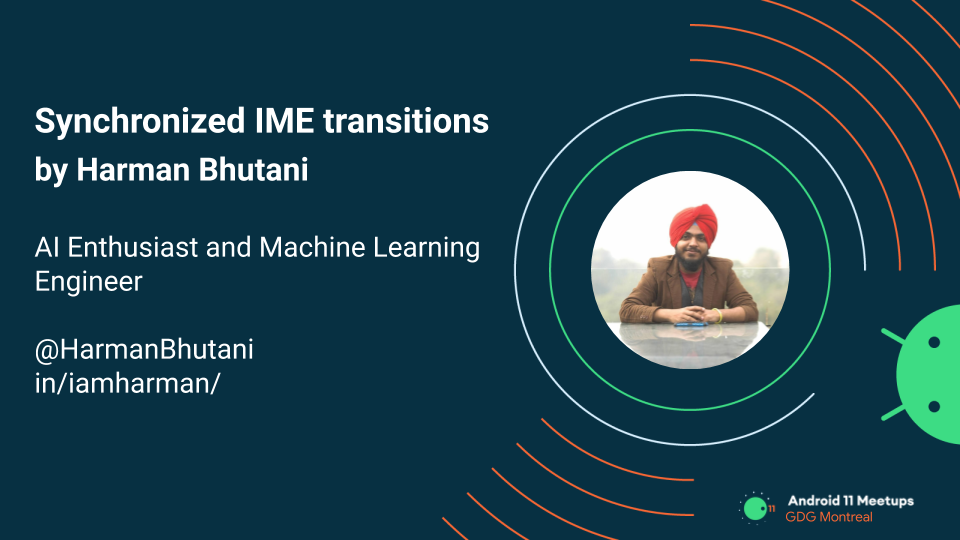 Synchronized IME transitions
by Harman Bhutani
AI Enthusiast and Machine Learning
Engineer
@HarmanBhutani
in/iamharman/
11
Android 11 Meetups
GDG Montreal